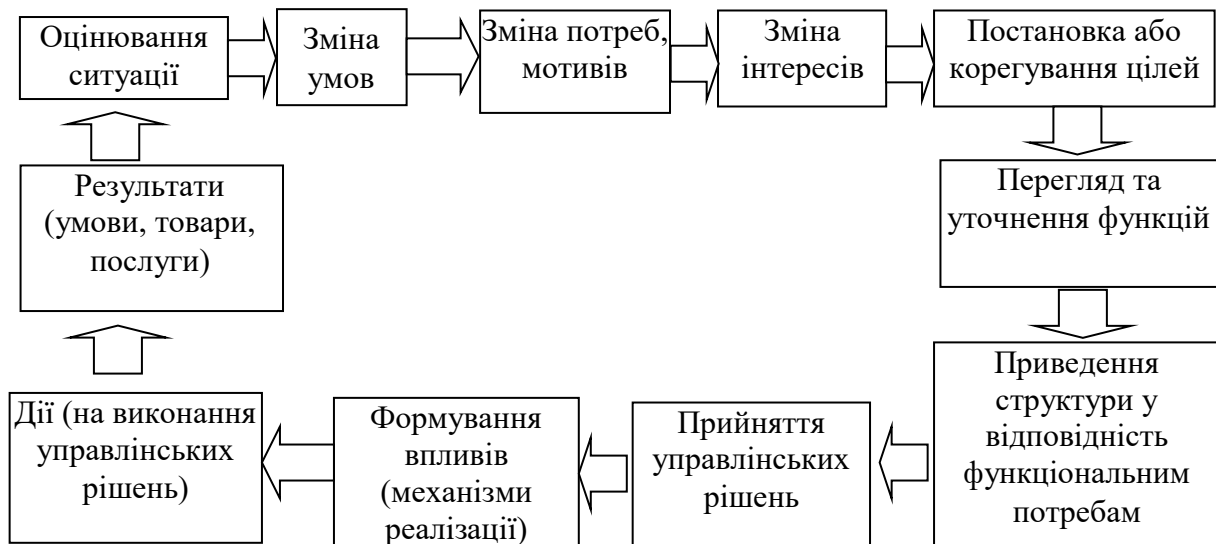 Оцінювання
ситуації
Зміна
умов
Зміна потреб,
мотивів
Зміна
інтересів
Постановка або
корегування цілей
Перегляд та
уточнення функцій
Приведення
структури у
відповідність
функціональним
потребам
Прийняття
управлінських
рішень
Формування
впливів
(механізми
реалізації)
Дії (на виконання
управлінських
рішень)
Результати
(умови, товари,
послуги)